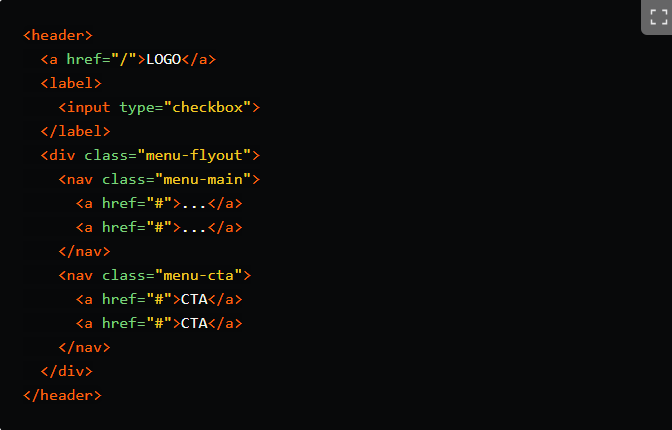 <header>
  <a href="/">LOGO</a>
  <label>
    <input type="checkbox">
  </label>
  <div class="menu-flyout">
    <nav class="menu-main">
      <a href="#">...</a>
      <a href="#">...</a>
    </nav>
    <nav class="menu-cta">
      <a href="#">CTA</a>
      <a href="#">CTA</a>
    </nav>
  </div>
</header>